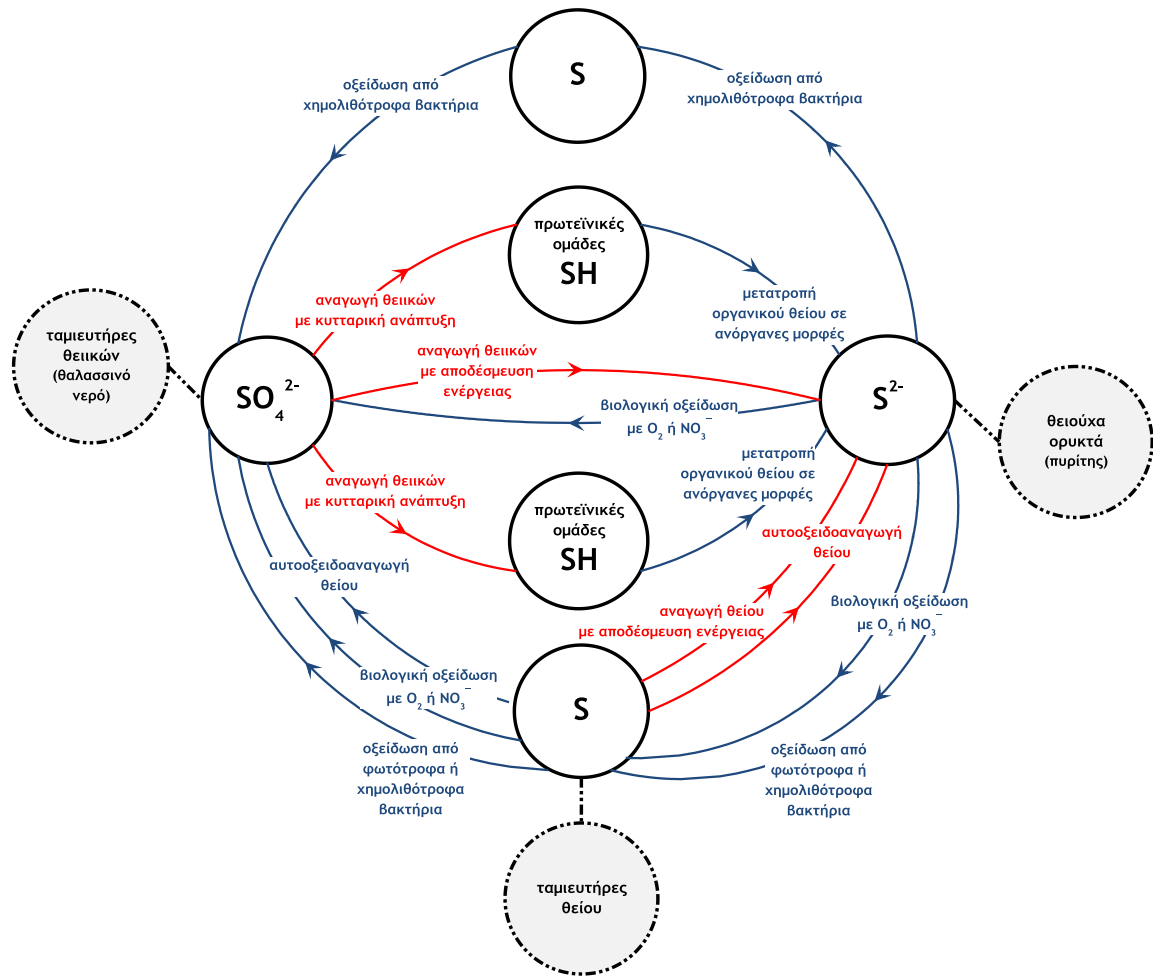 S
οξείδωση από
χημολιθότροφα βακτήρια
οξείδωση από
χημολιθότροφα βακτήρια
πρωτεϊνικές
ομάδες
SH
αναγωγή θειικών
με κυτταρική ανάπτυξη
μετατροπή
οργανικού θείου σε
ανόργανες μορφές
ταμιευτήρες
θειικών
(θαλασσινό
νερό)
SO₄²⁻
αναγωγή θειικών
με αποδέσμευση
ενέργειας
βιολογική οξείδωση
με O₂ ή NO₃⁻
S²⁻
θειούχα
ορυκτά
(πυρίτης)
αναγωγή θειικών
με κυτταρική ανάπτυξη
μετατροπή
οργανικού θείου σε
ανόργανες μορφές
πρωτεϊνικές
ομάδες
SH
αυτοοξειδοαναγωγή
θείου
αυτοοξειδοαναγωγή
θείου
αναγωγή θείου
με αποδέσμευση ενέργειας
βιολογική οξείδωση
με O₂ ή NO₃⁻
βιολογική οξείδωση
με O₂ ή NO₃⁻
S
οξείδωση από
φωτότροφα ή
χημολιθότροφα
βακτήρια
οξείδωση από
φωτότροφα ή
χημολιθότροφα
βακτήρια
ταμιευτήρες
θείου